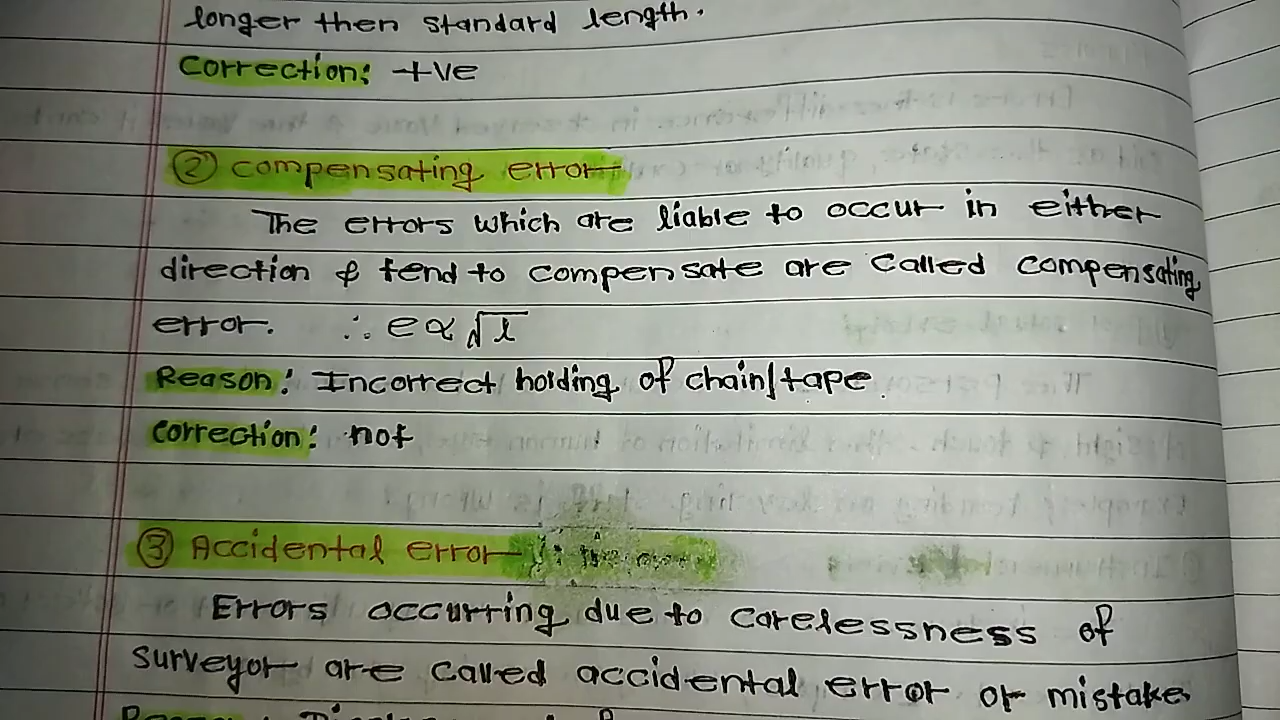 longer then standard length.
Correction: +ve
② compensating error
The errors which are liable to occur in either
direction & tend to compensate are called compensating
error. ∴ e ∝ √l
Reason: Incorrect holding of chain/tape.
Correction: not
③ Accidental error
Errors occurring due to carelessness of
surveyor are called accidental error or mistake.